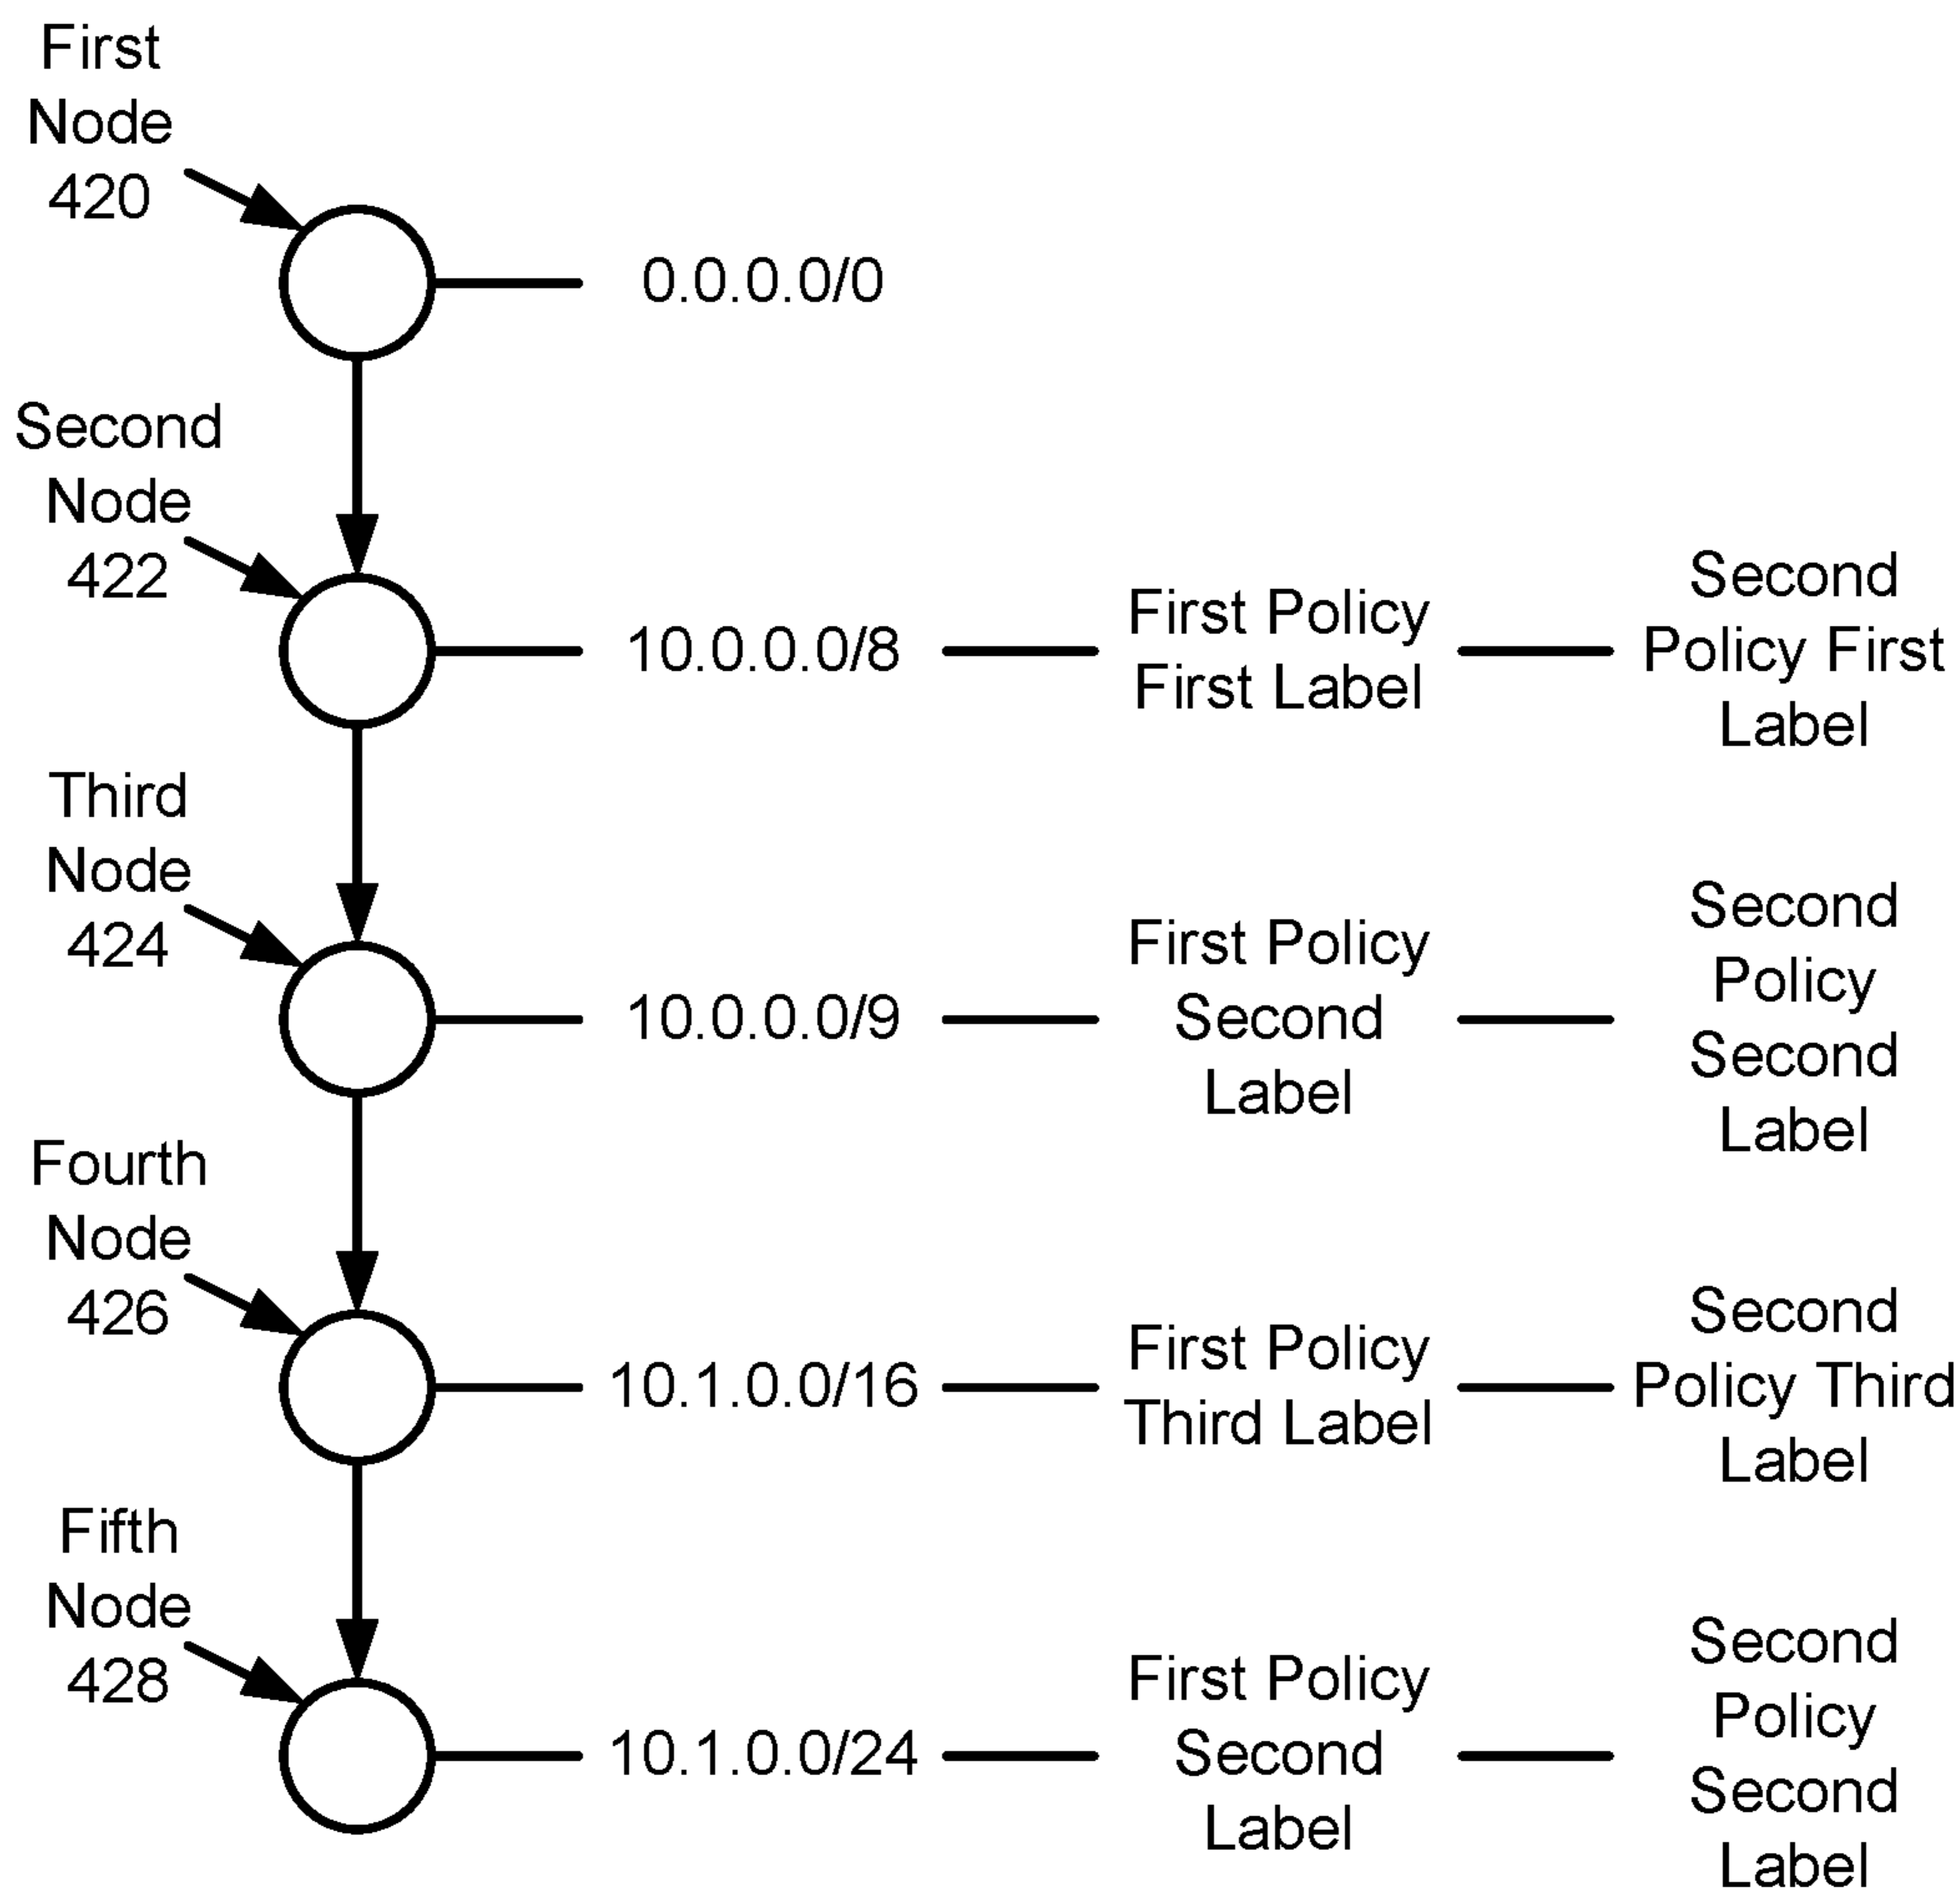 First
Node
420
0.0.0.0/0
Second
Node
422
10.0.0.0/8
First Policy
First Label
Second
Policy First
Label
Third
Node
424
10.0.0.0/9
First Policy
Second
Label
Second
Policy
Second
Label
Fourth
Node
426
10.1.0.0/16
First Policy
Third Label
Second
Policy Third
Label
Fifth
Node
428
10.1.0.0/24
First Policy
Second
Label
Second
Policy
Second
Label